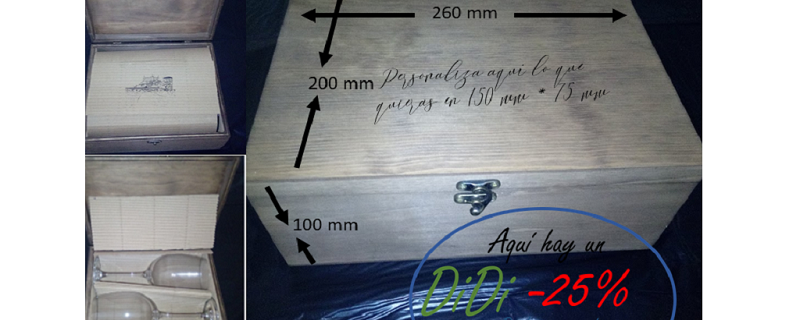 260 mm
200 mm
Personaliza aquí lo que
quieras en 150 mm * 75 mm
100 mm
Aquí hay un
DiDi -25%